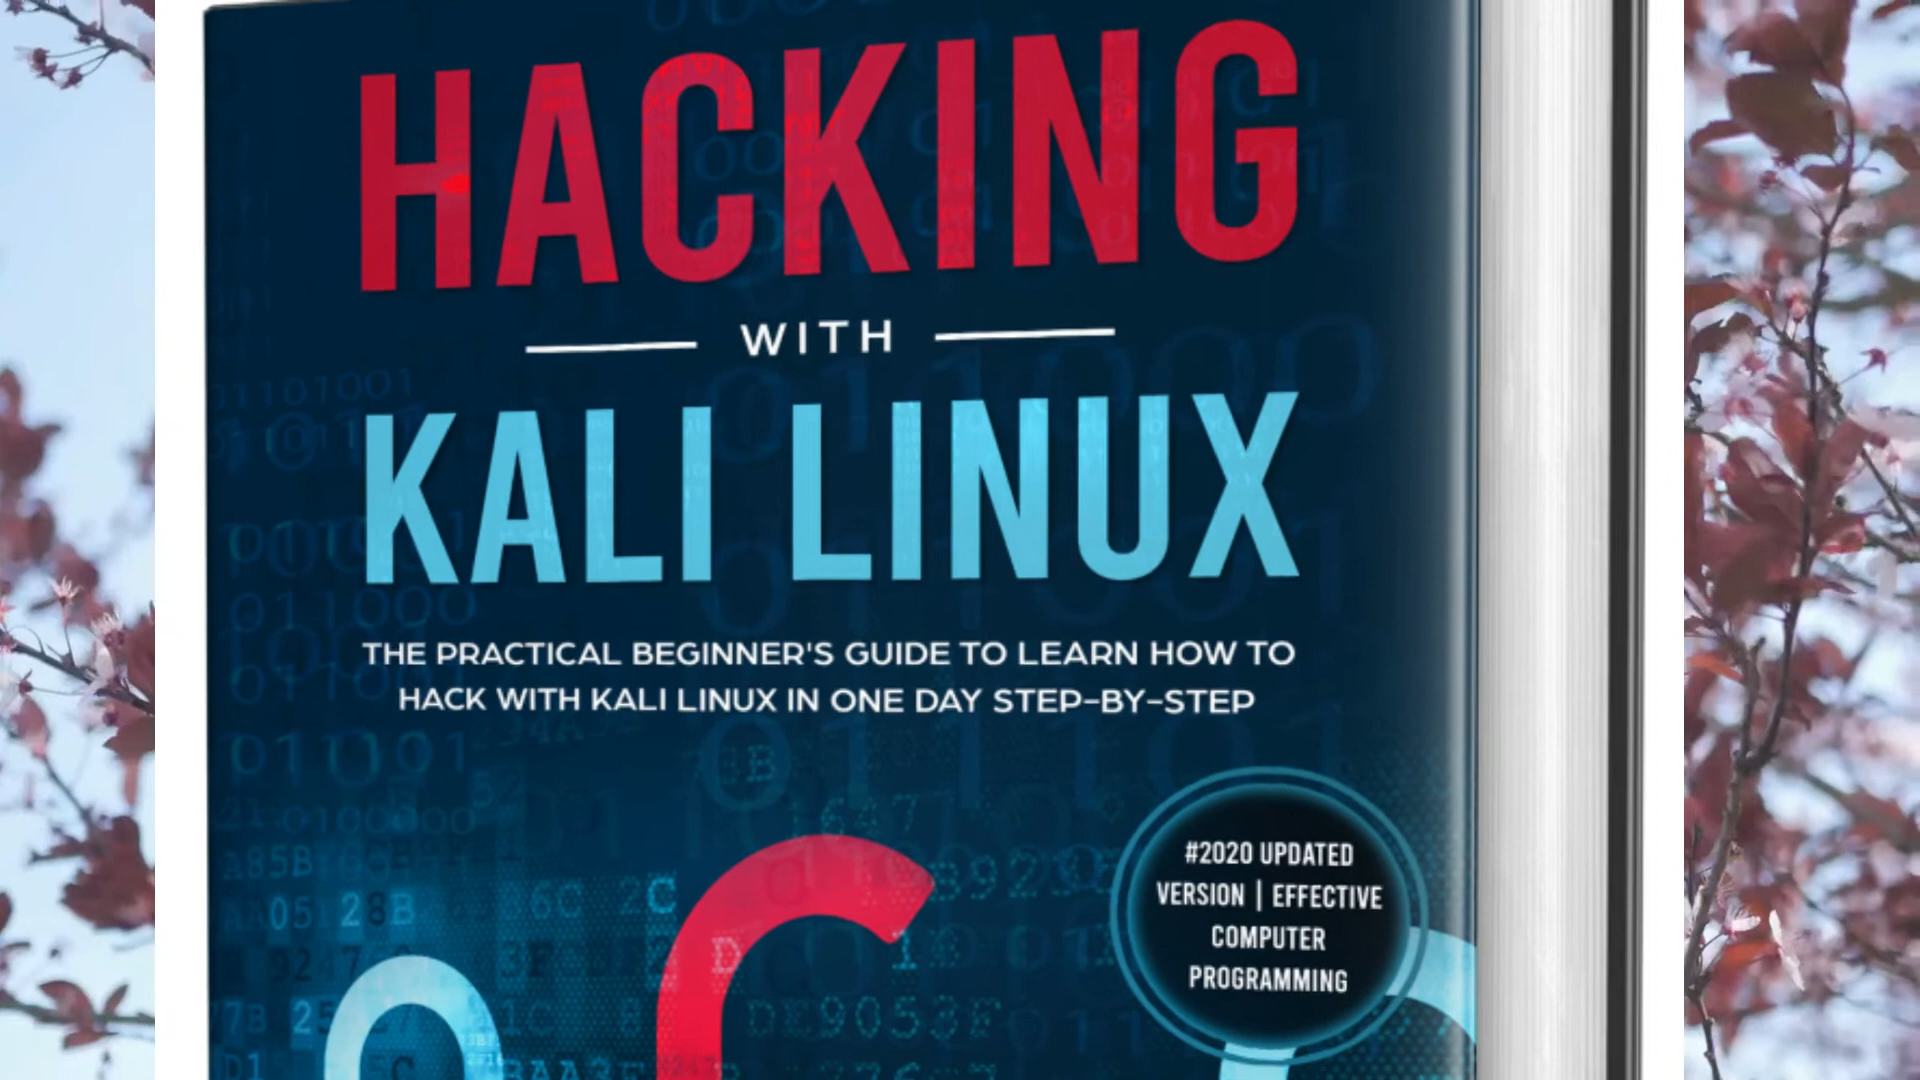 HACKING
WITH
KALI LINUX
THE PRACTICAL BEGINNER'S GUIDE TO LEARN HOW TO
HACK WITH KALI LINUX IN ONE DAY STEP-BY-STEP
#2020 UPDATED
VERSION | EFFECTIVE
COMPUTER
PROGRAMMING